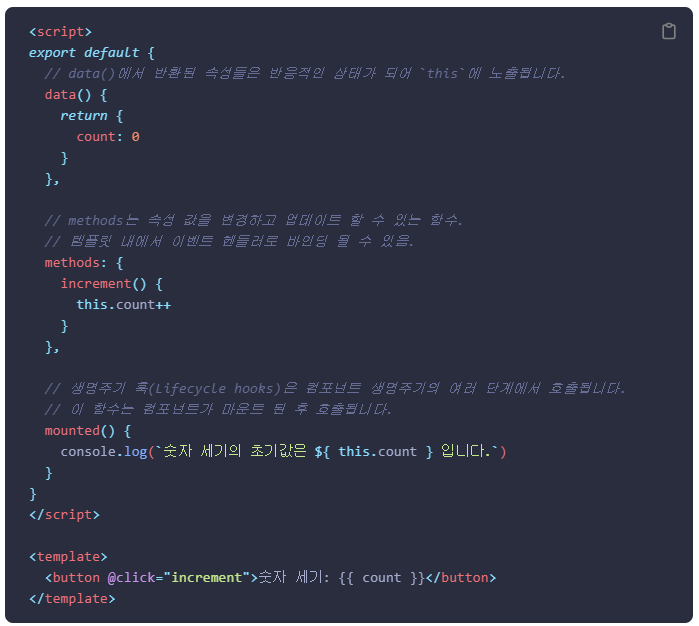 <script>
export default {
  // data()에서 반환된 속성들은 반응적인 상태가 되어 `this`에 노출됩니다.
  data() {
    return {
      count: 0
    }
  },

  // methods는 속성 값을 변경하고 업데이트 할 수 있는 함수.
  // 템플릿 내에서 이벤트 헨들러로 바인딩 될 수 있음.
  methods: {
    increment() {
      this.count++
    }
  },

  // 생명주기 훅(Lifecycle hooks)은 컴포넌트 생명주기의 여러 단계에서 호출됩니다.
  // 이 함수는 컴포넌트가 마운트 된 후 호출됩니다.
  mounted() {
    console.log(`숫자 세기의 초기값은 ${ this.count } 입니다.`)
  }
}
</script>

<template>
  <button @click="increment">숫자 세기: {{ count }}</button>
</template>